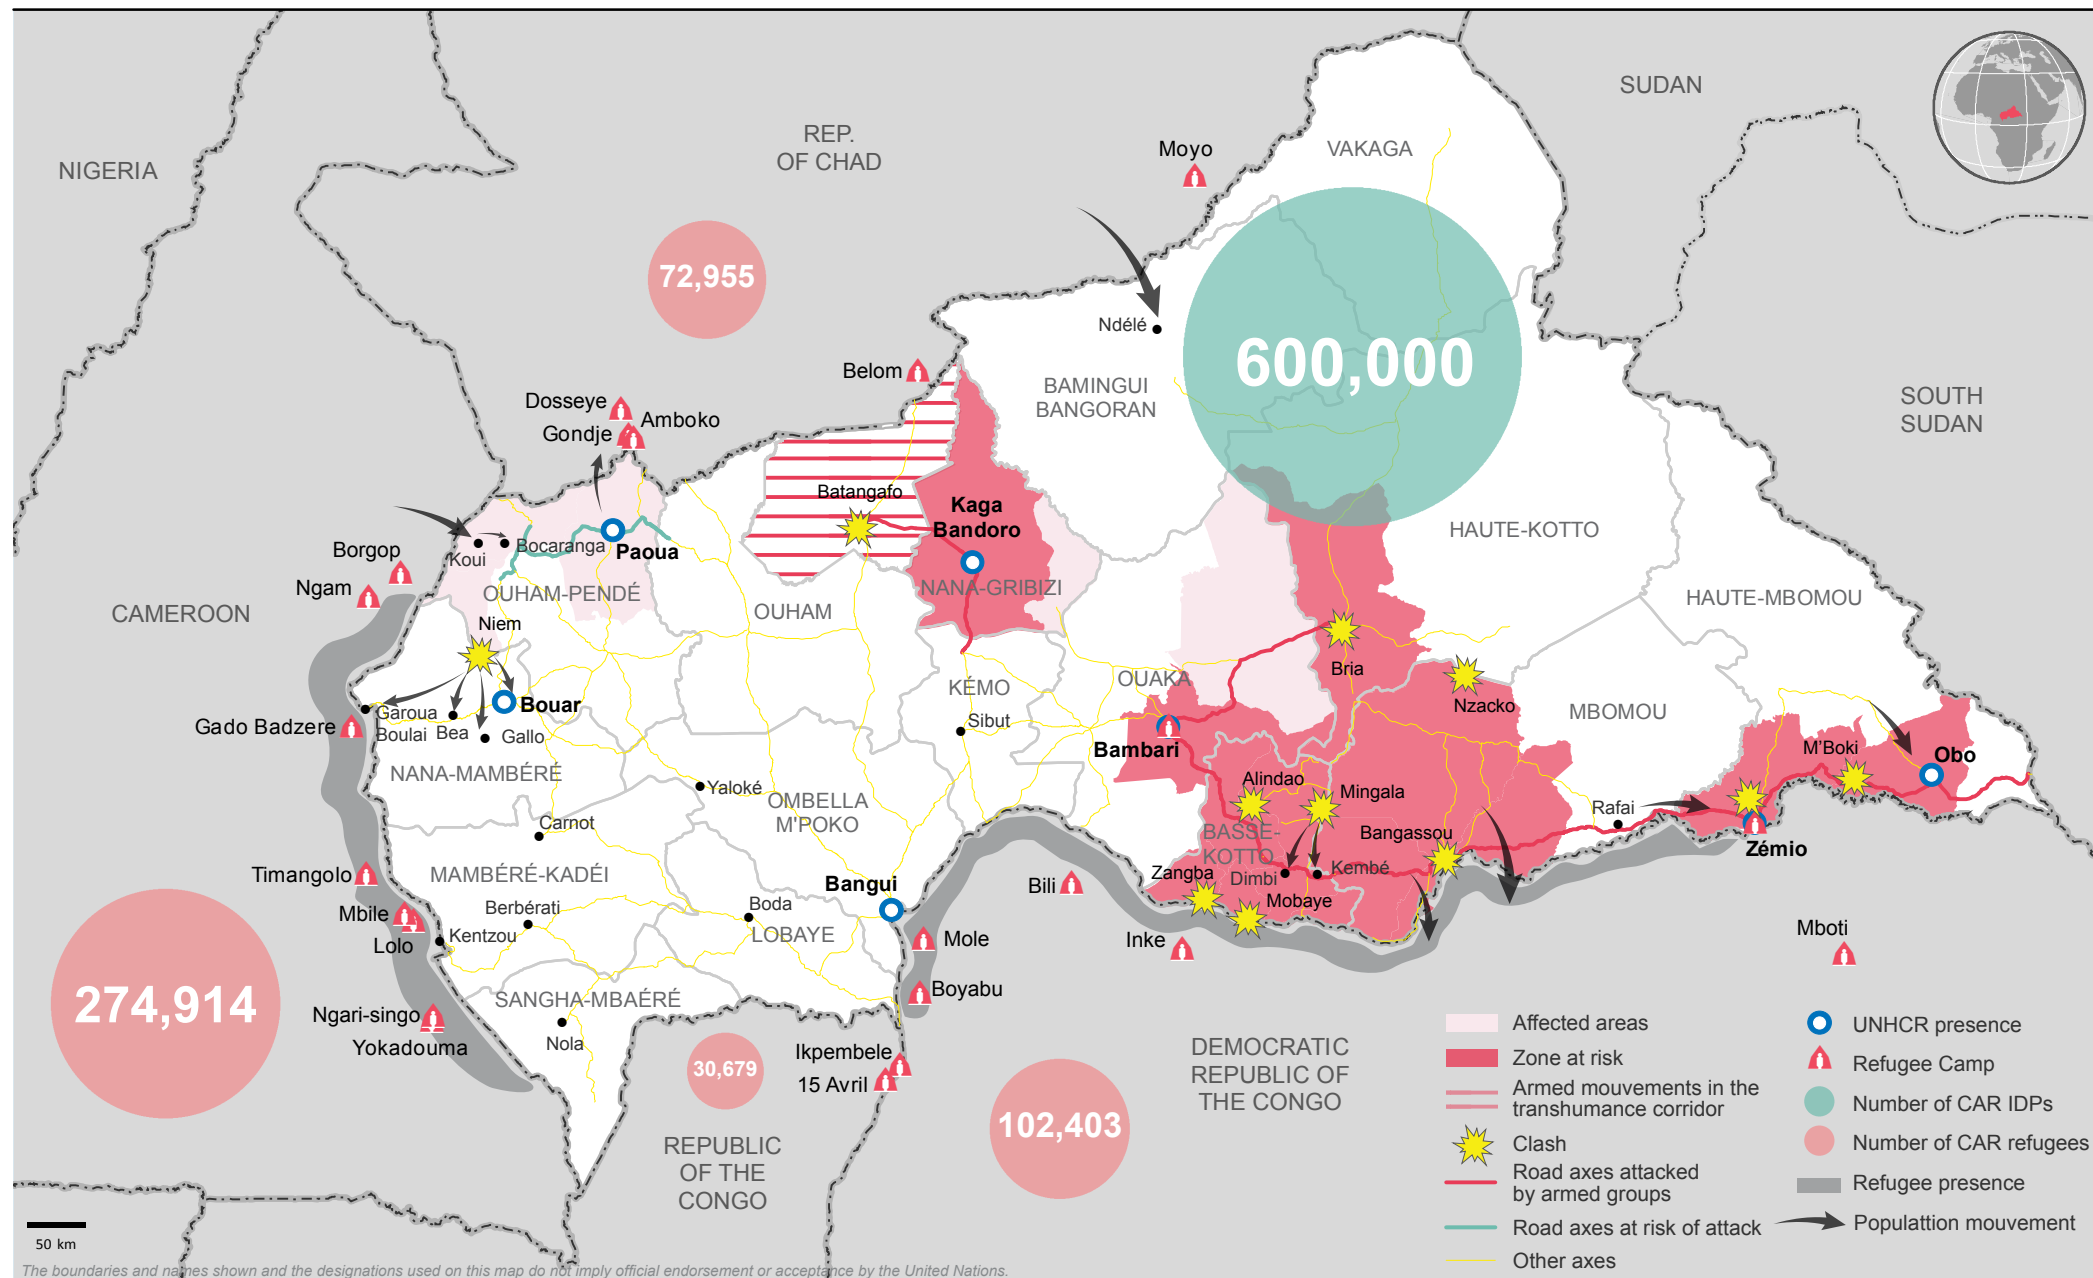 SUDAN
NIGERIA
REP.
OF CHAD
Moyo
VAKAGA
72,955
Ndélé
600,000
Belom
BAMINGUI
BANGORAN
SOUTH
SUDAN
Dosseye
Amboko
Gondje
Batangafo
Kaga
Bandoro
HAUTE-KOTTO
Borgop
Koui
Bocaranga
Paoua
Ngam
OUHAM-PENDÉ
NANA-GRIBIZI
CAMEROON
OUHAM
HAUTE-MBOMOU
Niem
Bria
OUAKA
KÉMO
Nzacko
MBOMOU
Gado Badzere
Garoua
Boulai
Bea
Gallo
Bouar
Sibut
Bambari
M'Boki
Obo
NANA-MAMBÉRÉ
Yaloké
OMBELLA
M'POKO
Alindao
Mingala
Rafai
Carnot
BASSE-
KOTTO
Bangassou
Zémio
Timangolo
MAMBÉRÉ-KADÉI
Bangui
Bili
Zangba
Dimbi
Kembé
Mobaye
Mbile
Lolo
Berbérati
Kentzou
Boda
LOBAYE
Mole
Inke
Mboti
274,914
SANGHA-MBAÉRÉ
Boyabu
Ngari-singo
Yokadouma
Nola
30,679
Ikpembele
15 Avril
102,403
DEMOCRATIC
REPUBLIC OF
THE CONGO
REPUBLIC
OF THE
CONGO
Affected areas
Zone at risk
Armed mouvements in the
transhumance corridor
Clash
Road axes attacked
by armed groups
Road axes at risk of attack
Other axes
UNHCR presence
Refugee Camp
Number of CAR IDPs
Number of CAR refugees
Refugee presence
Populattion mouvement
50 km
The boundaries and names shown and the designations used on this map do not imply official endorsement or acceptance by the United Nations.